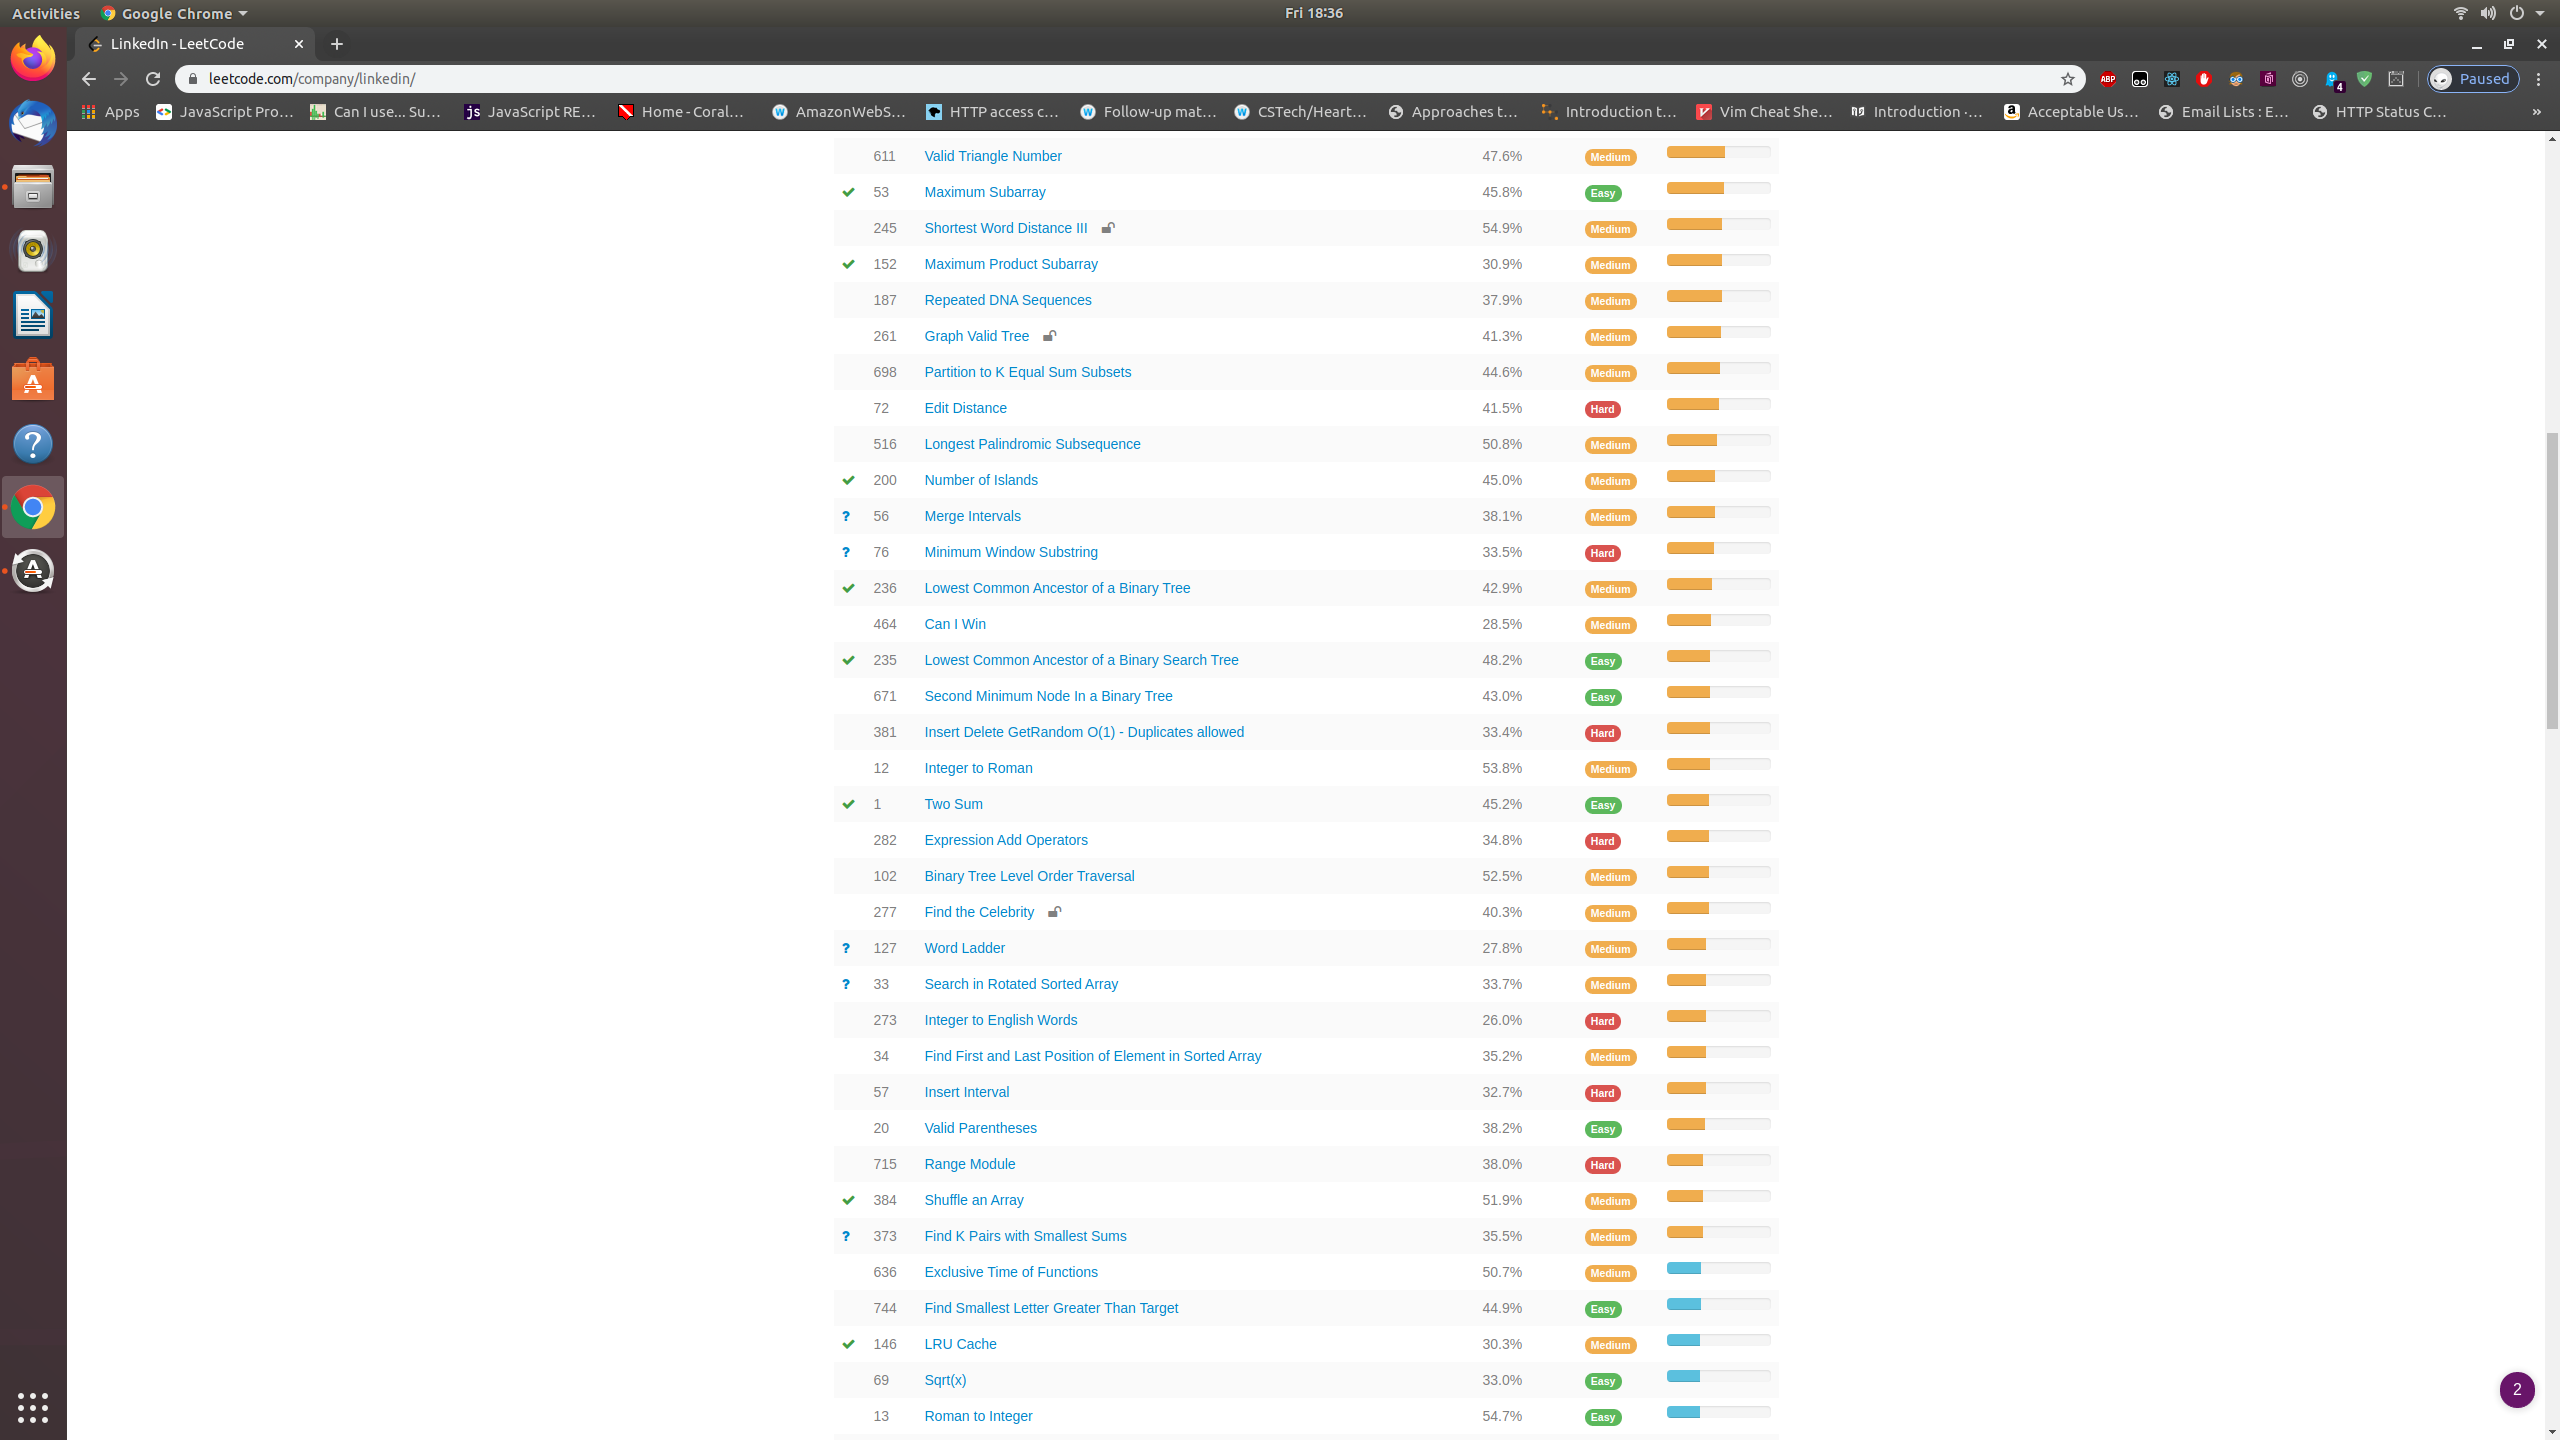 Activities Google Chrome Fri 18:36
LinkedIn - LeetCode
leetcode.com/company/linkedin/ ABP 4 Paused
Apps JavaScript Pro… Can I use... Su… js JavaScript RE… Home - Coral… AmazonWebS… HTTP access c… Follow-up mat… CSTech/Heart… Approaches t… Introduction t… Vim Cheat She… Introduction ·… Acceptable Us… Email Lists : E… HTTP Status C… »
611 Valid Triangle Number 47.6% Medium
53 Maximum Subarray 45.8% Easy
245 Shortest Word Distance III 54.9% Medium
152 Maximum Product Subarray 30.9% Medium
187 Repeated DNA Sequences 37.9% Medium
261 Graph Valid Tree 41.3% Medium
698 Partition to K Equal Sum Subsets 44.6% Medium
72 Edit Distance 41.5% Hard
516 Longest Palindromic Subsequence 50.8% Medium
200 Number of Islands 45.0% Medium
? 56 Merge Intervals 38.1% Medium
? 76 Minimum Window Substring 33.5% Hard
236 Lowest Common Ancestor of a Binary Tree 42.9% Medium
464 Can I Win 28.5% Medium
235 Lowest Common Ancestor of a Binary Search Tree 48.2% Easy
671 Second Minimum Node In a Binary Tree 43.0% Easy
381 Insert Delete GetRandom O(1) - Duplicates allowed 33.4% Hard
12 Integer to Roman 53.8% Medium
1 Two Sum 45.2% Easy
282 Expression Add Operators 34.8% Hard
102 Binary Tree Level Order Traversal 52.5% Medium
277 Find the Celebrity 40.3% Medium
? 127 Word Ladder 27.8% Medium
? 33 Search in Rotated Sorted Array 33.7% Medium
273 Integer to English Words 26.0% Hard
34 Find First and Last Position of Element in Sorted Array 35.2% Medium
57 Insert Interval 32.7% Hard
20 Valid Parentheses 38.2% Easy
715 Range Module 38.0% Hard
384 Shuffle an Array 51.9% Medium
? 373 Find K Pairs with Smallest Sums 35.5% Medium
636 Exclusive Time of Functions 50.7% Medium
744 Find Smallest Letter Greater Than Target 44.9% Easy
146 LRU Cache 30.3% Medium
69 Sqrt(x) 33.0% Easy
13 Roman to Integer 54.7% Easy
2